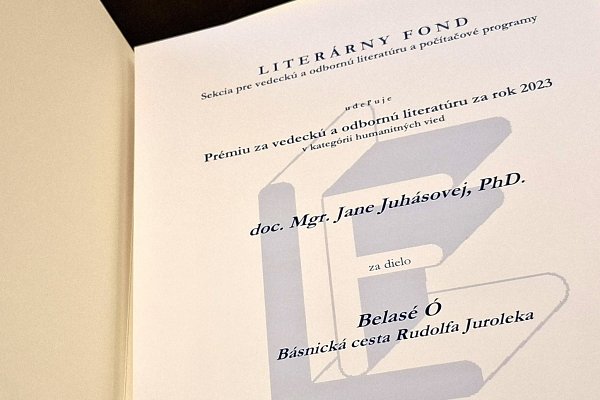 LITERÁRNY FOND
Sekcia pre vedeckú a odbornú literatúru a počítačové programy
udeľuje
Prémiu za vedeckú a odbornú literatúru za rok 2023
v kategórii humanitných vied
doc. Mgr. Jane Juhásovej, PhD.
za dielo
Belasé Ó
Básnická cesta Rudolfa Juroleka